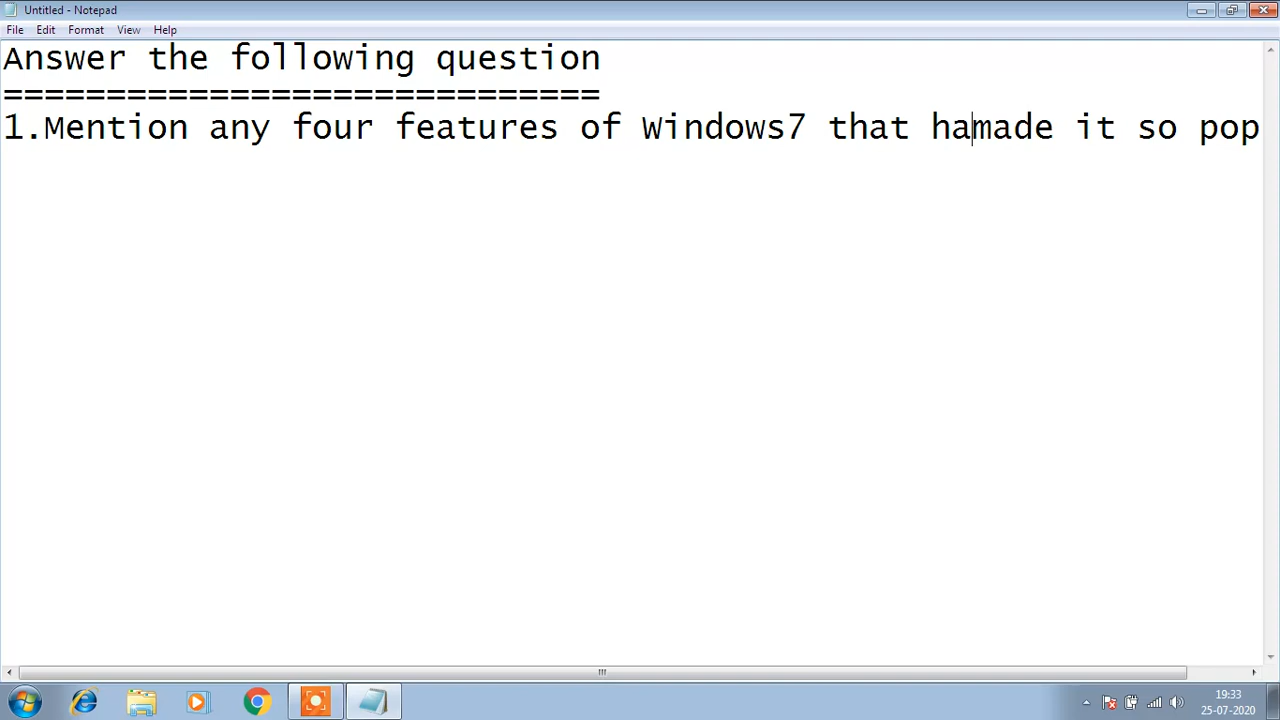 Untitled - Notepad
File Edit Format View Help
Answer the following question
=============================
1.Mention any four features of Windows7 that hamade it so pop
19:33
25-07-2020